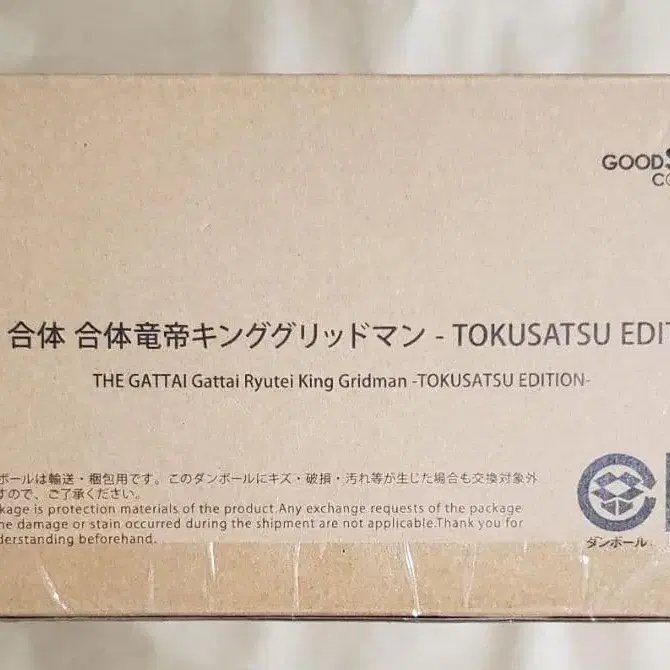 GOODS
CO
合体 合体竜帝キンググリッドマン - TOKUSATSU EDIT
THE GATTAI Gattai Ryutei King Gridman -TOKUSATSU EDITION-
ボールは輸送・梱包用です。このダンボールにキズ・破損・汚れ等が生じた場合も交換対象外
すので、ご了承ください。
kage is protection materials of the product.Any exchange requests of the package
he damage or stain occurred during the shipment are not applicable.Thank you for
derstanding beforehand.
ダンボール